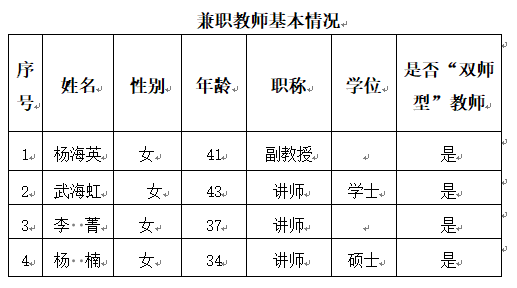 兼职教师基本情况
序号 姓名 性别 年龄 职称 学位 是否“双师型”教师
1 杨海英 女 41 副教授 是
2 武海虹 女 43 讲师 学士 是
3 李  菁 女 37 讲师 是
4 杨  楠 女 34 讲师 硕士 是